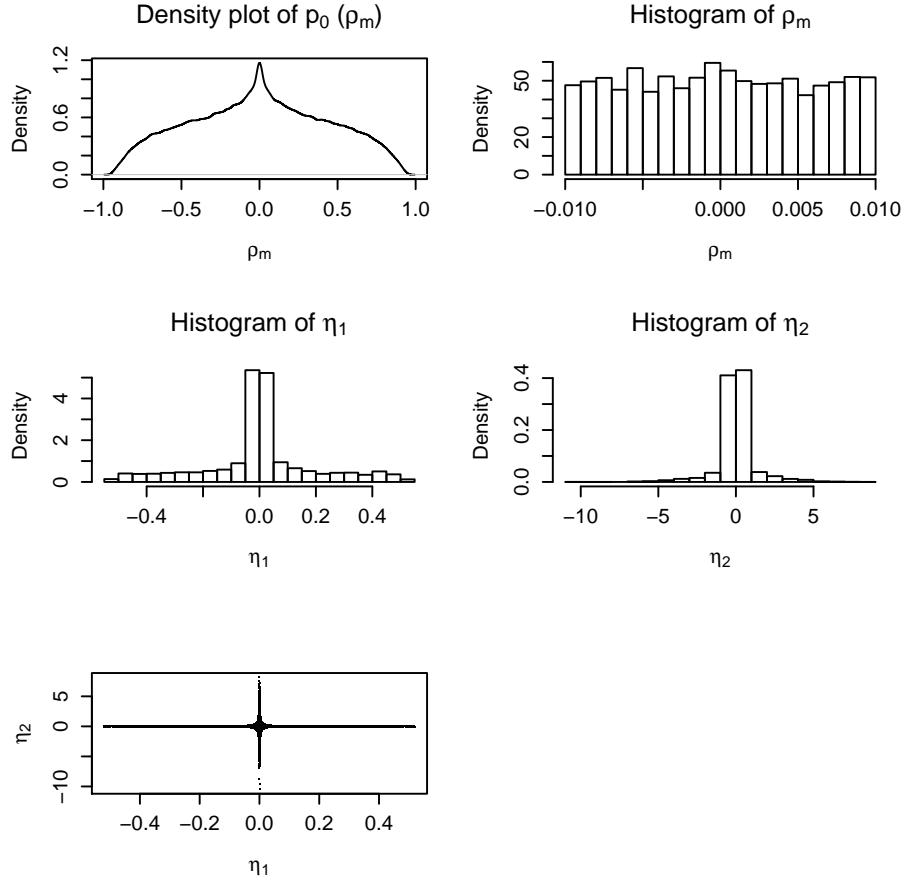 Density plot of p₀ (ρₘ)
Density
0.0 0.6 1.2
−1.0 −0.5 0.0 0.5 1.0
ρₘ
Histogram of ρₘ
Density
0 20 50
−0.010 0.000 0.005 0.010
ρₘ
Histogram of η₁
Density
0 2 4
−0.4 0.0 0.2 0.4
η₁
Histogram of η₂
Density
0.0 0.2 0.4
−10 −5 0 5
η₂
η₂
−10 0 5
−0.4 −0.2 0.0 0.2 0.4
η₁